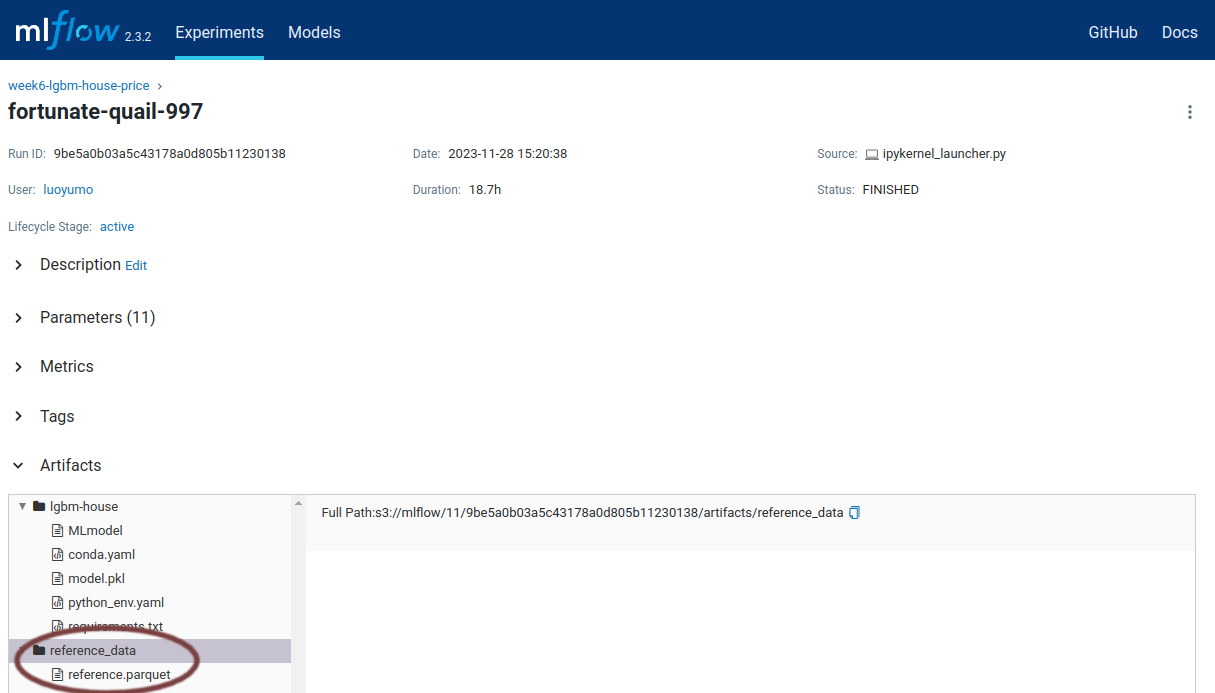 mlflow 2.3.2 Experiments Models GitHub Docs
week6-lgbm-house-price ›
fortunate-quail-997
Run ID: 9be5a0b03a5c43178a0d805b11230138 Date: 2023-11-28 15:20:38 Source: ipykernel_launcher.py
User: luoyumo Duration: 18.7h Status: FINISHED
Lifecycle Stage: active
Description Edit
Parameters (11)
Metrics
Tags
Artifacts
lgbm-house
Full Path:s3://mlflow/11/9be5a0b03a5c43178a0d805b11230138/artifacts/reference_data
MLmodel
conda.yaml
model.pkl
python_env.yaml
requirements.txt
reference_data
reference.parquet